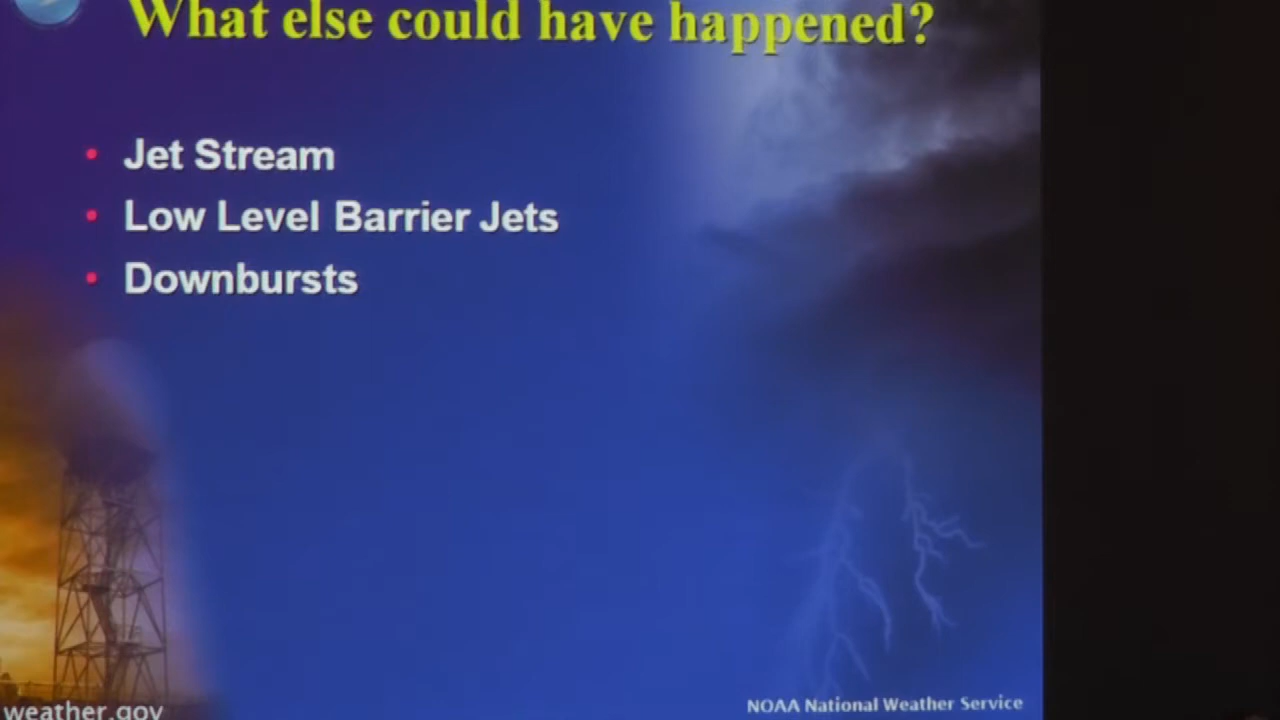 What else could have happened?
Jet Stream
Low Level Barrier Jets
Downbursts
weather.gov
NOAA National Weather Service